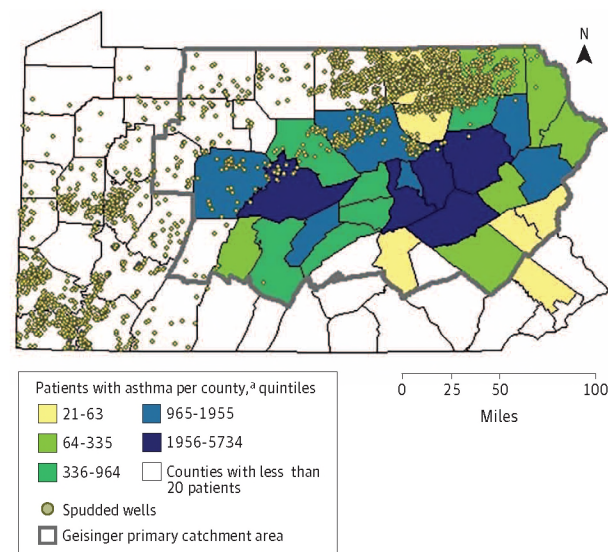 N
0 25 50 100
Miles
Patients with asthma per county,a quintiles
21-63
965-1955
64-335
1956-5734
336-964
Counties with less than
20 patients
Spudded wells
Geisinger primary catchment area